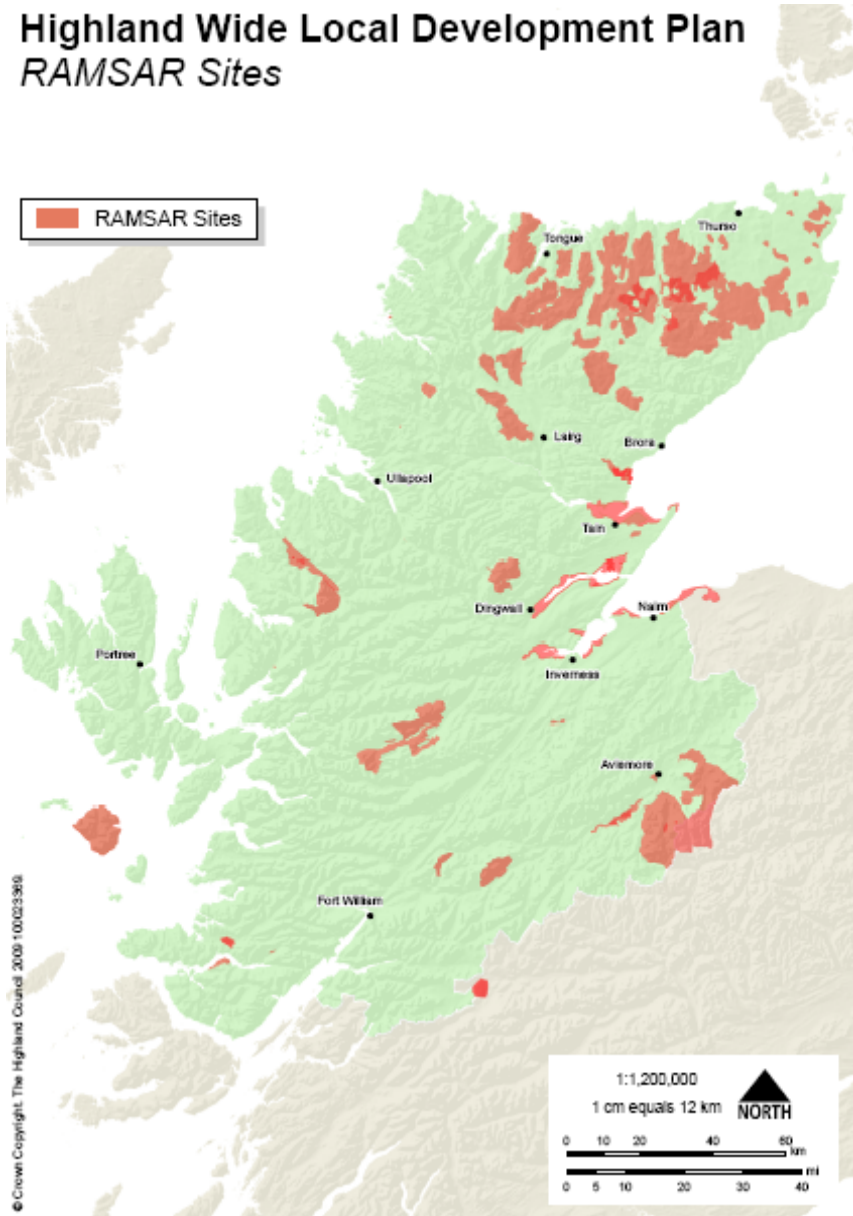 Highland Wide Local Development Plan
RAMSAR Sites
RAMSAR Sites
Tongue
Thurso
Lairg
Brora
Ullapool
Tain
Dingwall
Nairn
Portree
Inverness
Aviemore
Fort William
© Crown Copyright. The Highland Council 2009 100023369.
1:1,200,000
1 cm equals 12 km
NORTH
0 10 20 40 60
km
mi
0 5 10 20 30 40